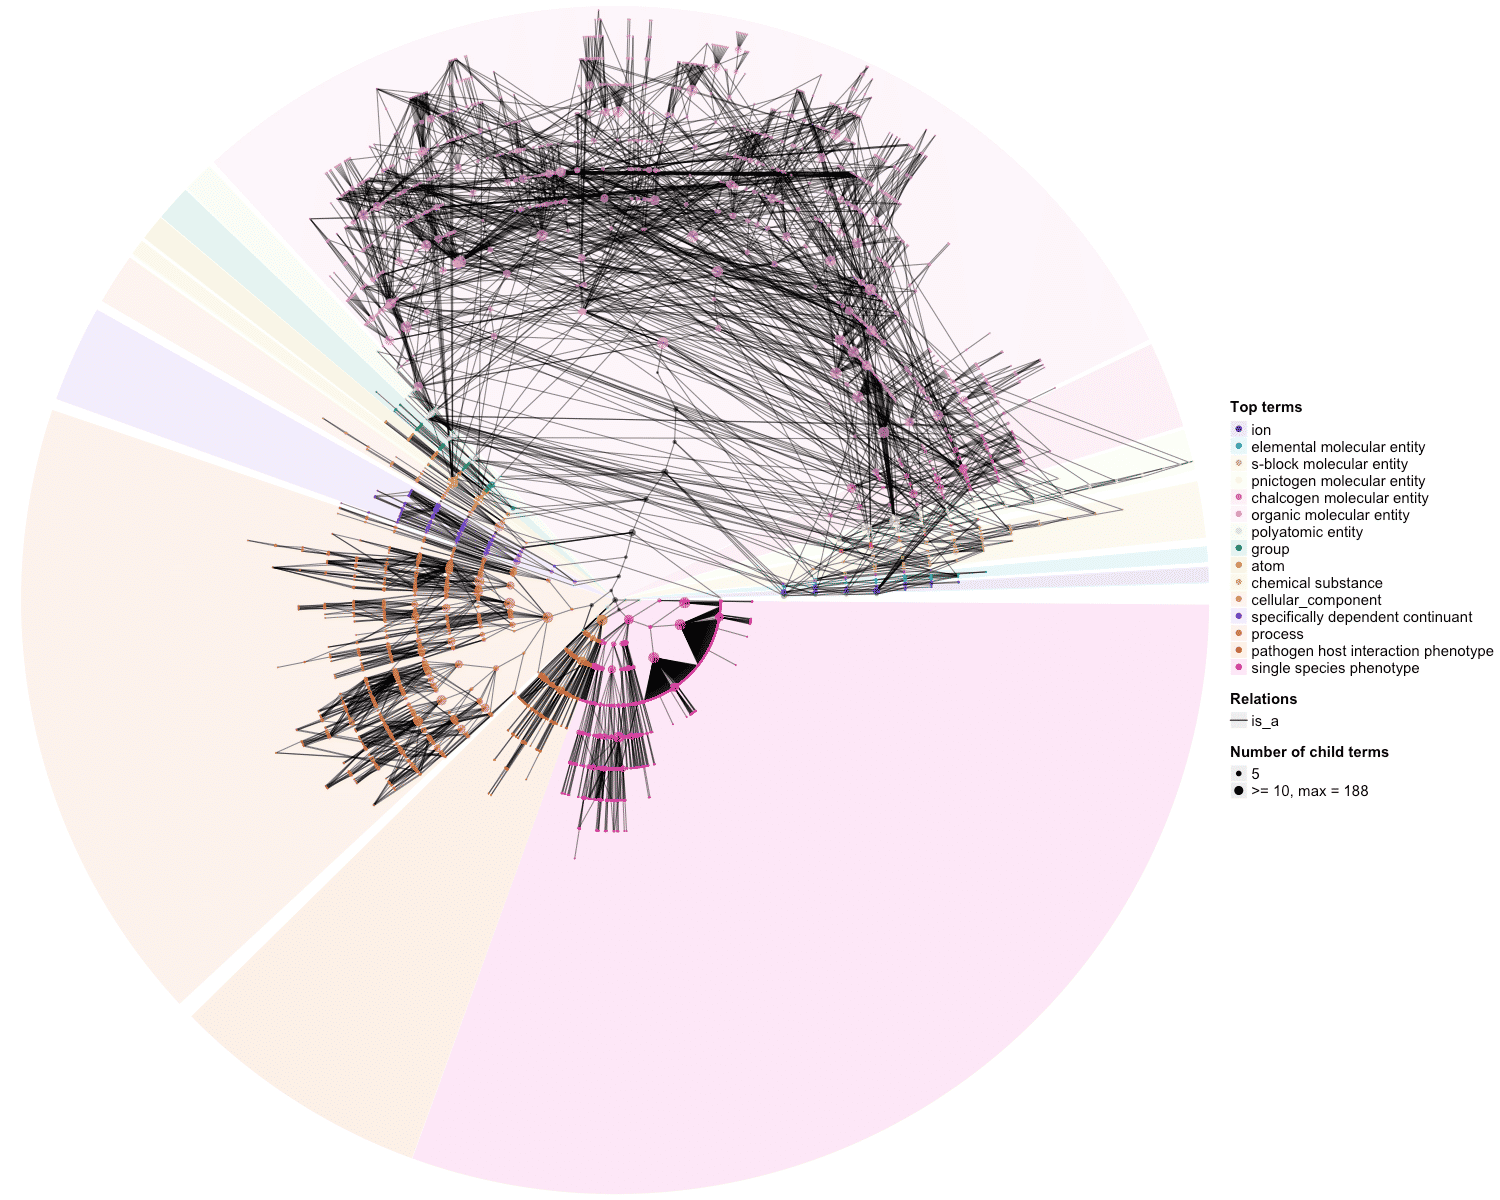 Top terms
ion
elemental molecular entity
s-block molecular entity
pnictogen molecular entity
chalcogen molecular entity
organic molecular entity
polyatomic entity
group
atom
chemical substance
cellular_component
specifically dependent continuant
process
pathogen host interaction phenotype
single species phenotype
Relations
is_a
Number of child terms
5
>= 10, max = 188